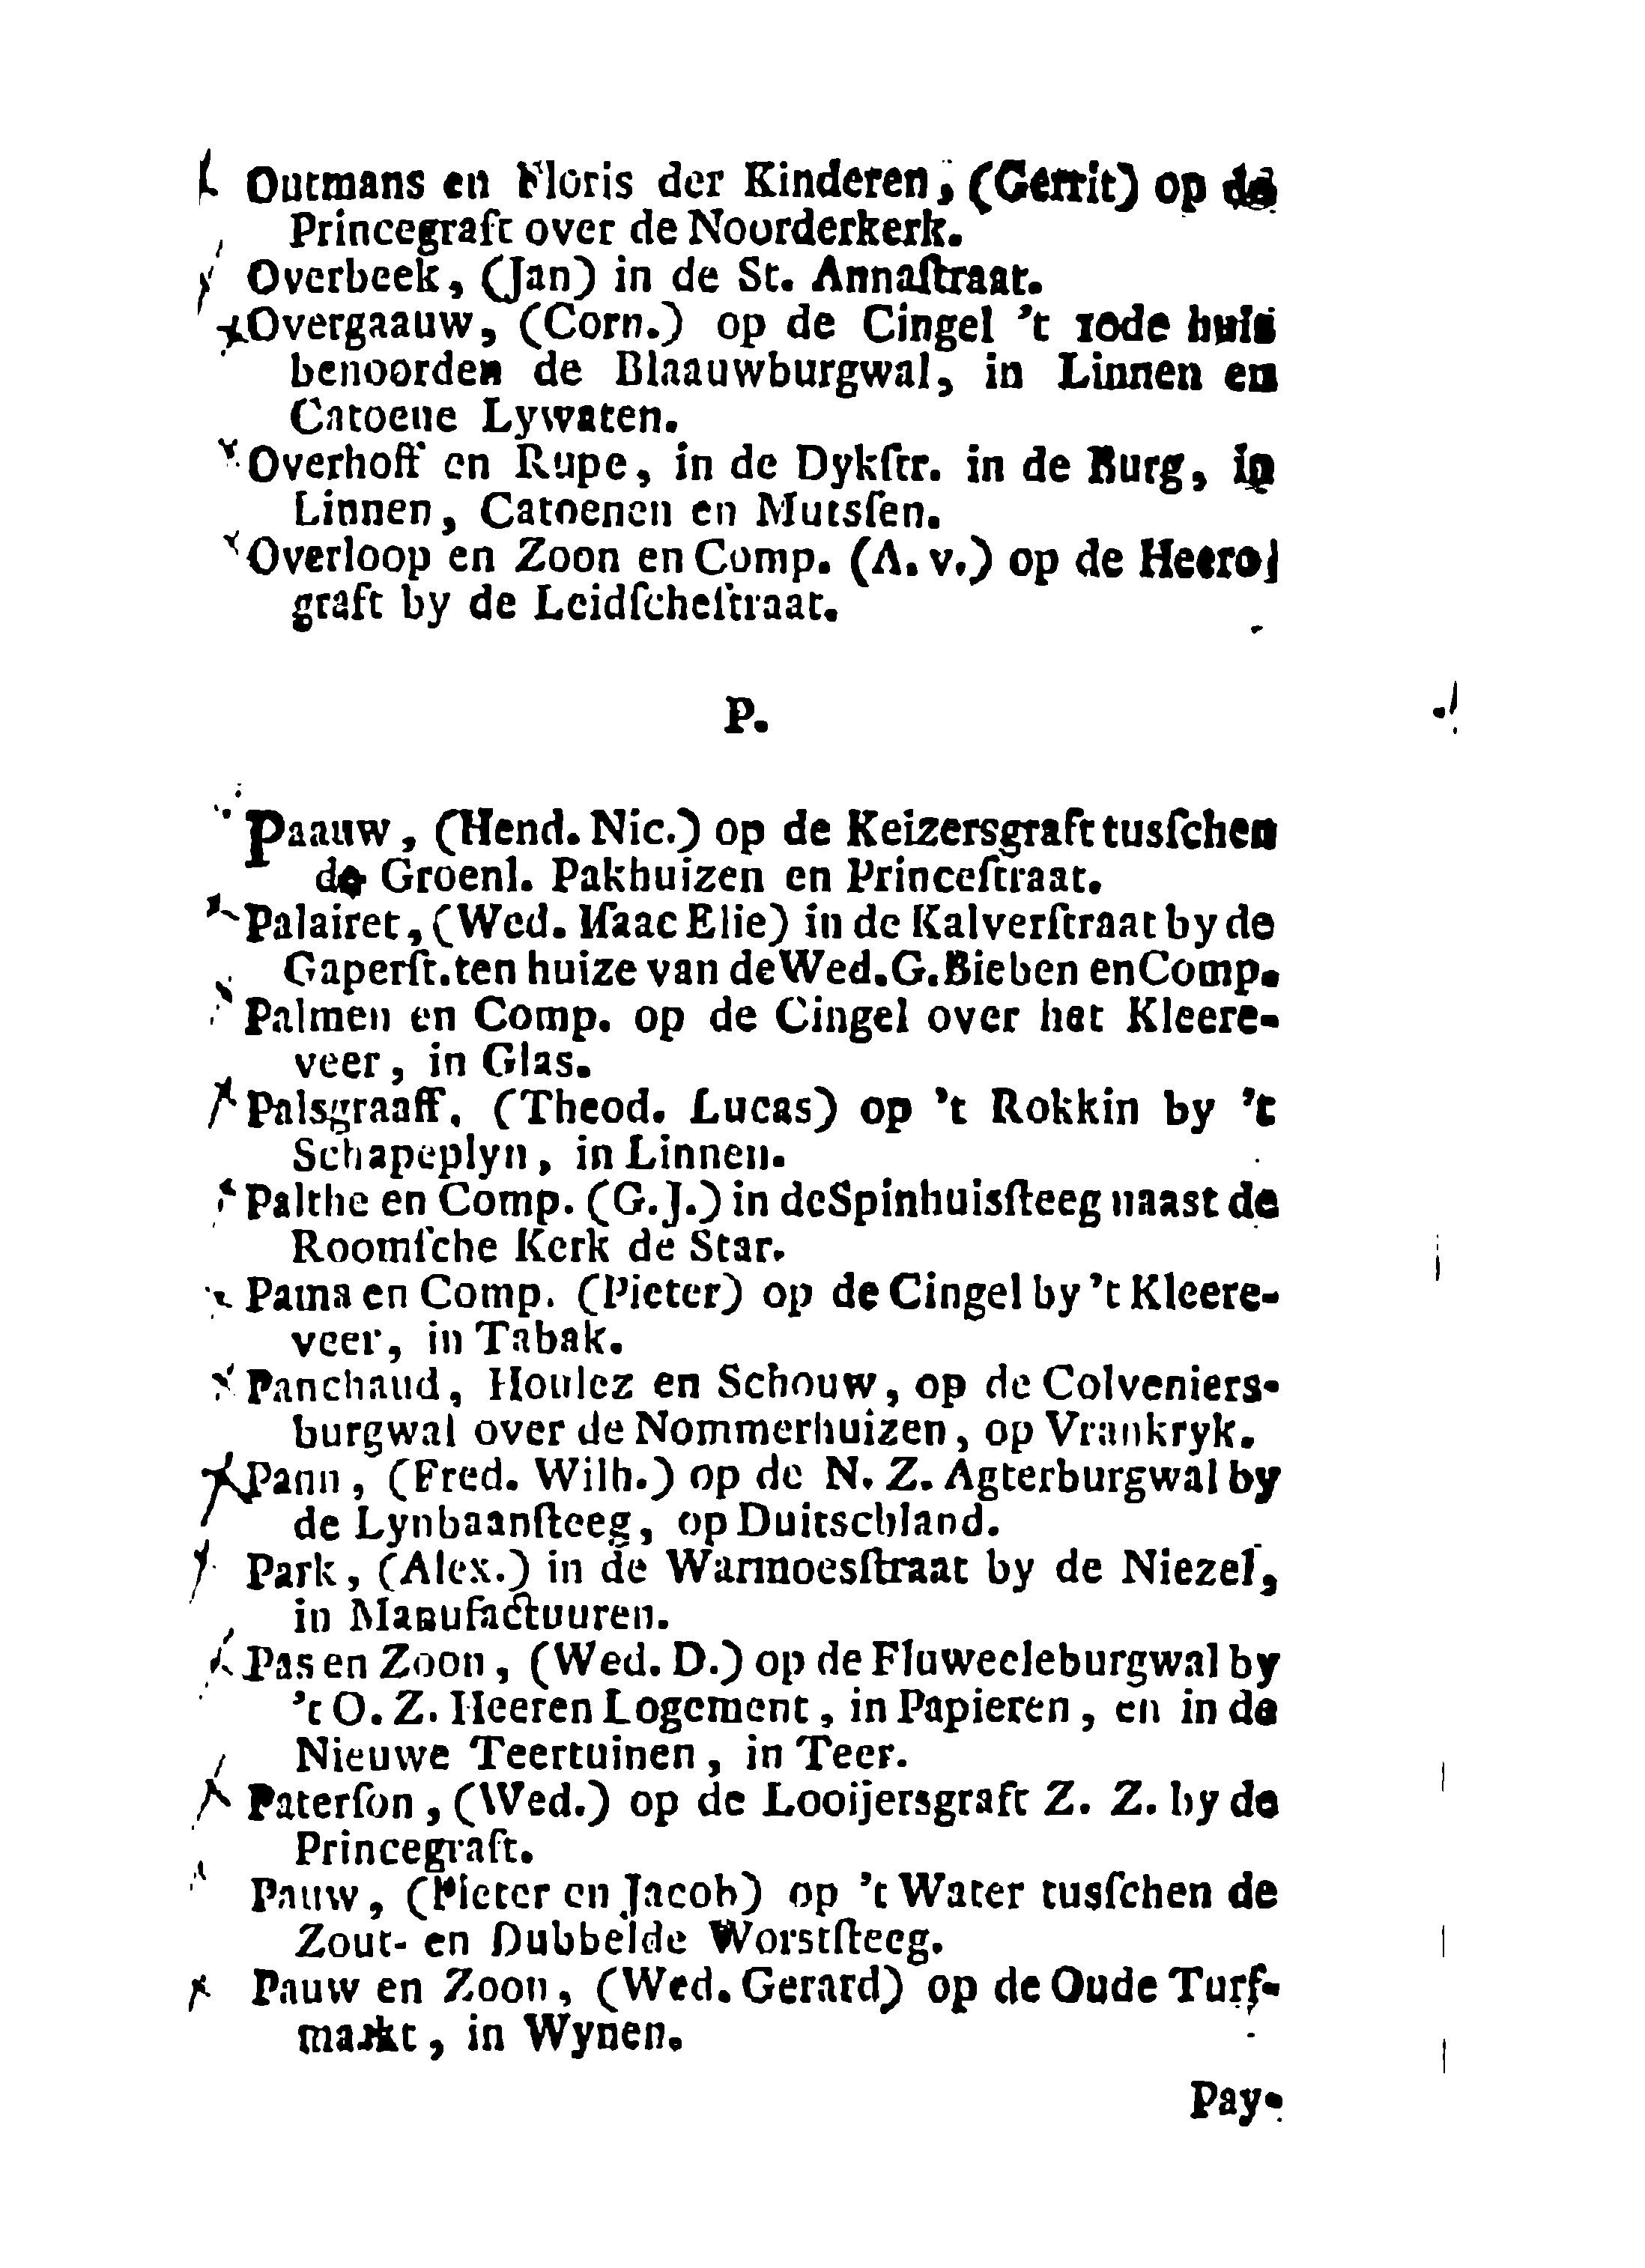 Outmans en Floris der Kinderen, (Gerrit) op de
Princegraft over de Noorderkerk.
Overbeek, (Jan) in de St. Annaſtraat.
Overgaauw, (Corn.) op de Cingel 't rode huis
benoorden de Blaauwburgwal, in Linnen en
Catoene Lywaten.
Overhoff en Rupe, in de Dykſtr. in de Burg, in
Linnen, Catoenen en Mutsſen.
Overloop en Zoon en Comp. (A. v.) op de Heere
graft by de Leidſcheſtraat.
P.
Paauw, (Hend. Nic.) op de Keizersgraft tusſchen
de Groenl. Pakhuizen en Princeſtraat.
Palairet, (Wed. Iſaac Elie) in de Kalverſtraat by de
Gaperſt. ten huize van de Wed. G. Bieben en Comp.
Palmen en Comp. op de Cingel over het Kleere-
veer, in Glas.
Palsgraaff, (Theod. Lucas) op 't Rokkin by 't
Schapeplyn, in Linnen.
Palthe en Comp. (G. J.) in de Spinhuisſteeg naast de
Roomſche Kerk de Star.
Pama en Comp. (Pieter) op de Cingel by 't Kleere-
veer, in Tabak.
Panchaud, Houlez en Schouw, op de Colveniers-
burgwal over de Nommerhuizen, op Vrankryk.
Pann, (Fred. Wilh.) op de N. Z. Agterburgwal by
de Lynbaanſteeg, op Duitschland.
Park, (Alex.) in de Warmoesſtraat by de Niezel,
in Manufactuuren.
Pas en Zoon, (Wed. D.) op de Fluweeleburgwal by
't O. Z. Heeren Logement, in Papieren, en in de
Nieuwe Teertuinen, in Teer.
Paterſon, (Wed.) op de Looijersgraft Z. Z. by de
Princegraft.
Pauw, (Pieter en Jacob) op 't Water tusſchen de
Zout- en Dubbelde Worstſteeg.
Pauw en Zoon, (Wed. Gerard) op de Oude Turf-
markt, in Wynen.
Pay-